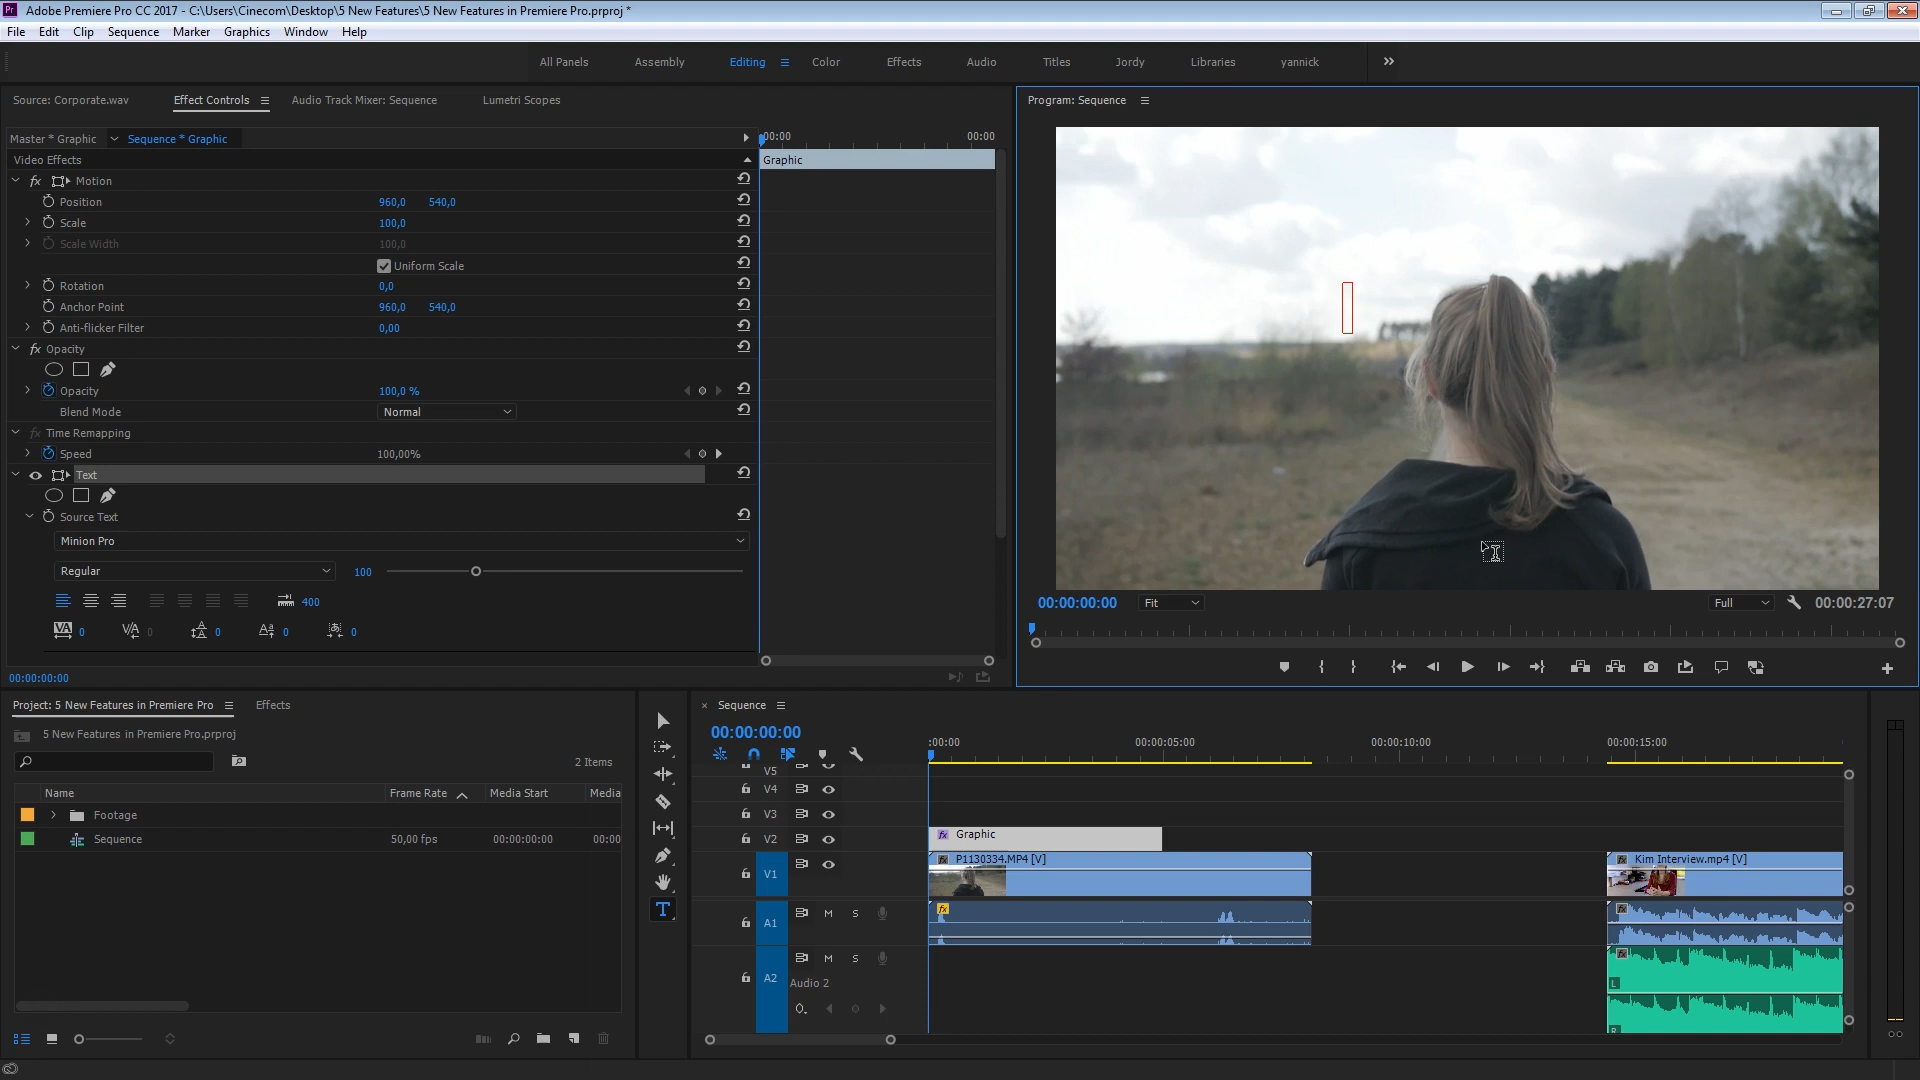 Adobe Premiere Pro CC 2017 - C:\Users\Cinecom\Desktop\5 New Features\5 New Features in Premiere Pro.prproj *
File Edit Clip Sequence Marker Graphics Window Help
All Panels Assembly Editing Color Effects Audio Titles Jordy Libraries yannick
Source: Corporate.wav Effect Controls Audio Track Mixer: Sequence Lumetri Scopes
Program: Sequence
Master * Graphic Sequence * Graphic
00:00 00:00
Video Effects
Graphic
fx Motion
Position 960,0 540,0
Scale 100,0
Scale Width 100,0
Uniform Scale
Rotation 0,0
Anchor Point 960,0 540,0
Anti-flicker Filter 0,00
fx Opacity
Opacity 100,0 %
Blend Mode Normal
fx Time Remapping
Speed 100,00%
Text
Source Text
Minion Pro
Regular 100
400
0 0 0 0 0
00:00:00:00
00:00:00:00 Fit Full 00:00:27:07
Project: 5 New Features in Premiere Pro Effects
5 New Features in Premiere Pro.prproj
2 Items
Name Frame Rate Media Start Media
Footage
Sequence 50,00 fps 00:00:00:00 00:00
Sequence
00:00:00:00
:00:00 00:00:05:00 00:00:10:00 00:00:15:00
V5
V4
V3
V2 fx Graphic
V1 fx P1130334.MP4 [V] fx Kim Interview.mp4 [V]
A1 M S fx fx
A2 M S fx
Audio 2
L
R